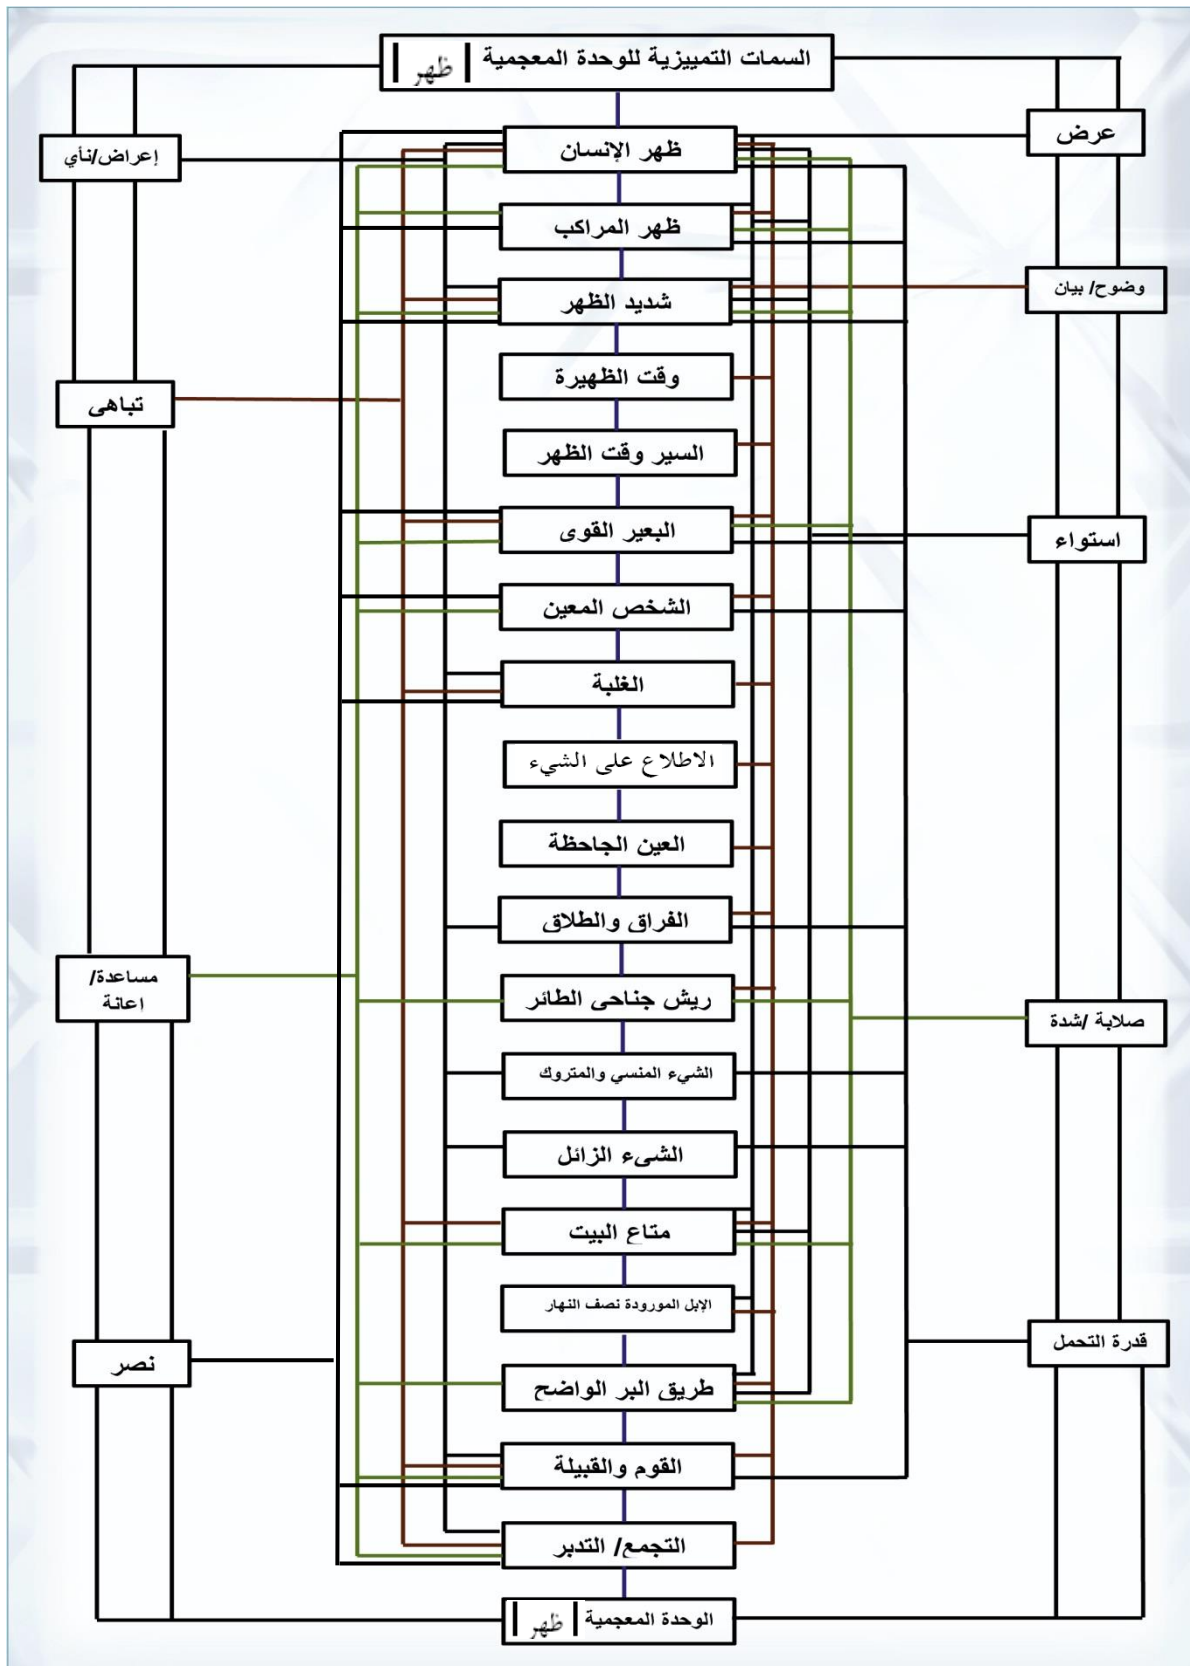 السمات التمييزية للوحدة المعجمية | ظهر |
عرض
إعراض/نأي
ظهر الإنسان
ظهر المراكب
وضوح/ بيان
شديد الظهر
وقت الظهيرة
تباهى
السير وقت الظهر
البعير القوى
استواء
الشخص المعين
الغلبة
الاطلاع على الشيء
العين الجاحظة
الفراق والطلاق
مساعدة/
اعانة
ريش جناحى الطائر
صلابة /شدة
الشيء المنسي والمتروك
الشىء الزائل
متاع البيت
الإبل المورودة نصف النهار
قدرة التحمل
نصر
طريق البر الواضح
القوم والقبيلة
التجمع/ التدبر
الوحدة المعجمية | ظهر |